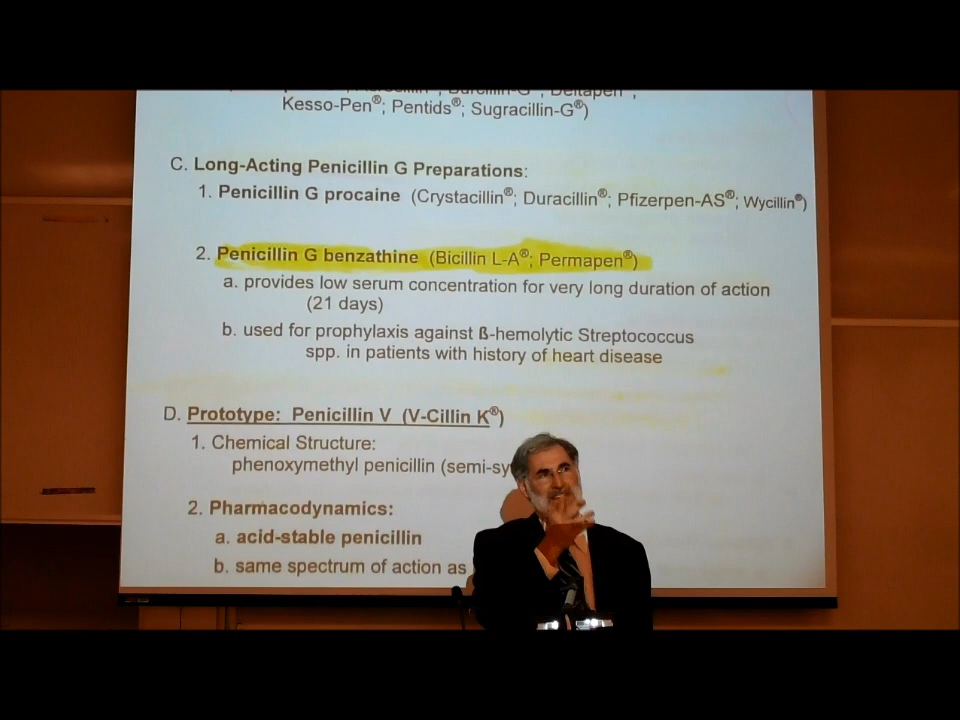 Burcillin-G®; Deltapen®;
Kesso-Pen®; Pentids®; Sugracillin-G®)
C. Long-Acting Penicillin G Preparations:
1. Penicillin G procaine (Crystacillin®; Duracillin®; Pfizerpen-AS®; Wycillin®)
2. Penicillin G benzathine (Bicillin L-A®; Permapen®)
a. provides low serum concentration for very long duration of action
(21 days)
b. used for prophylaxis against ß-hemolytic Streptococcus
spp. in patients with history of heart disease
D. Prototype: Penicillin V (V-Cillin K®)
1. Chemical Structure:
phenoxymethyl penicillin (semi-sy
2. Pharmacodynamics:
a. acid-stable penicillin
b. same spectrum of action as